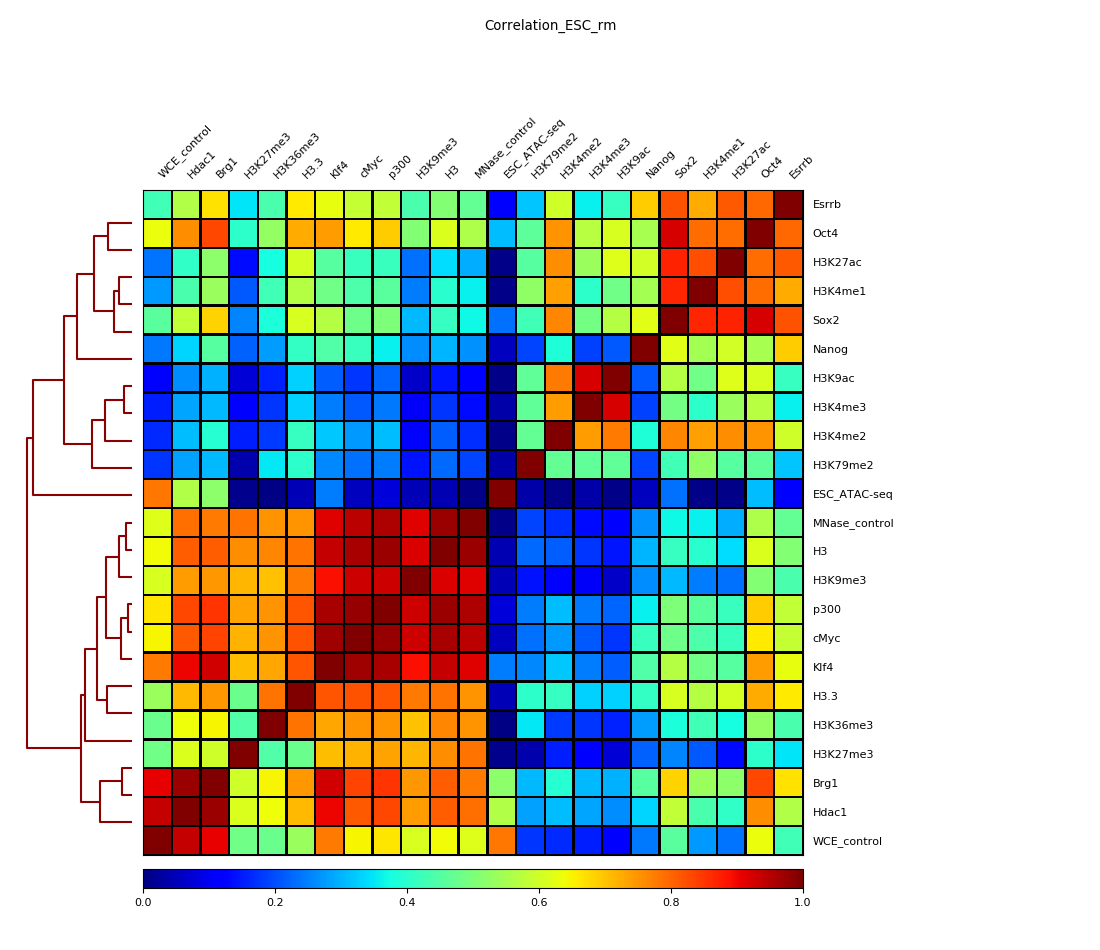 Correlation_ESC_rm
WCE_control
Hdac1
Brg1
H3K27me3
H3K36me3
H3.3
Klf4
cMyc
p300
H3K9me3
H3
MNase_control
ESC_ATAC-seq
H3K79me2
H3K4me2
H3K4me3
H3K9ac
Nanog
Sox2
H3K4me1
H3K27ac
Oct4
Esrrb
Esrrb
Oct4
H3K27ac
H3K4me1
Sox2
Nanog
H3K9ac
H3K4me3
H3K4me2
H3K79me2
ESC_ATAC-seq
MNase_control
H3
H3K9me3
p300
cMyc
Klf4
H3.3
H3K36me3
H3K27me3
Brg1
Hdac1
WCE_control
0.0 0.2 0.4 0.6 0.8 1.0